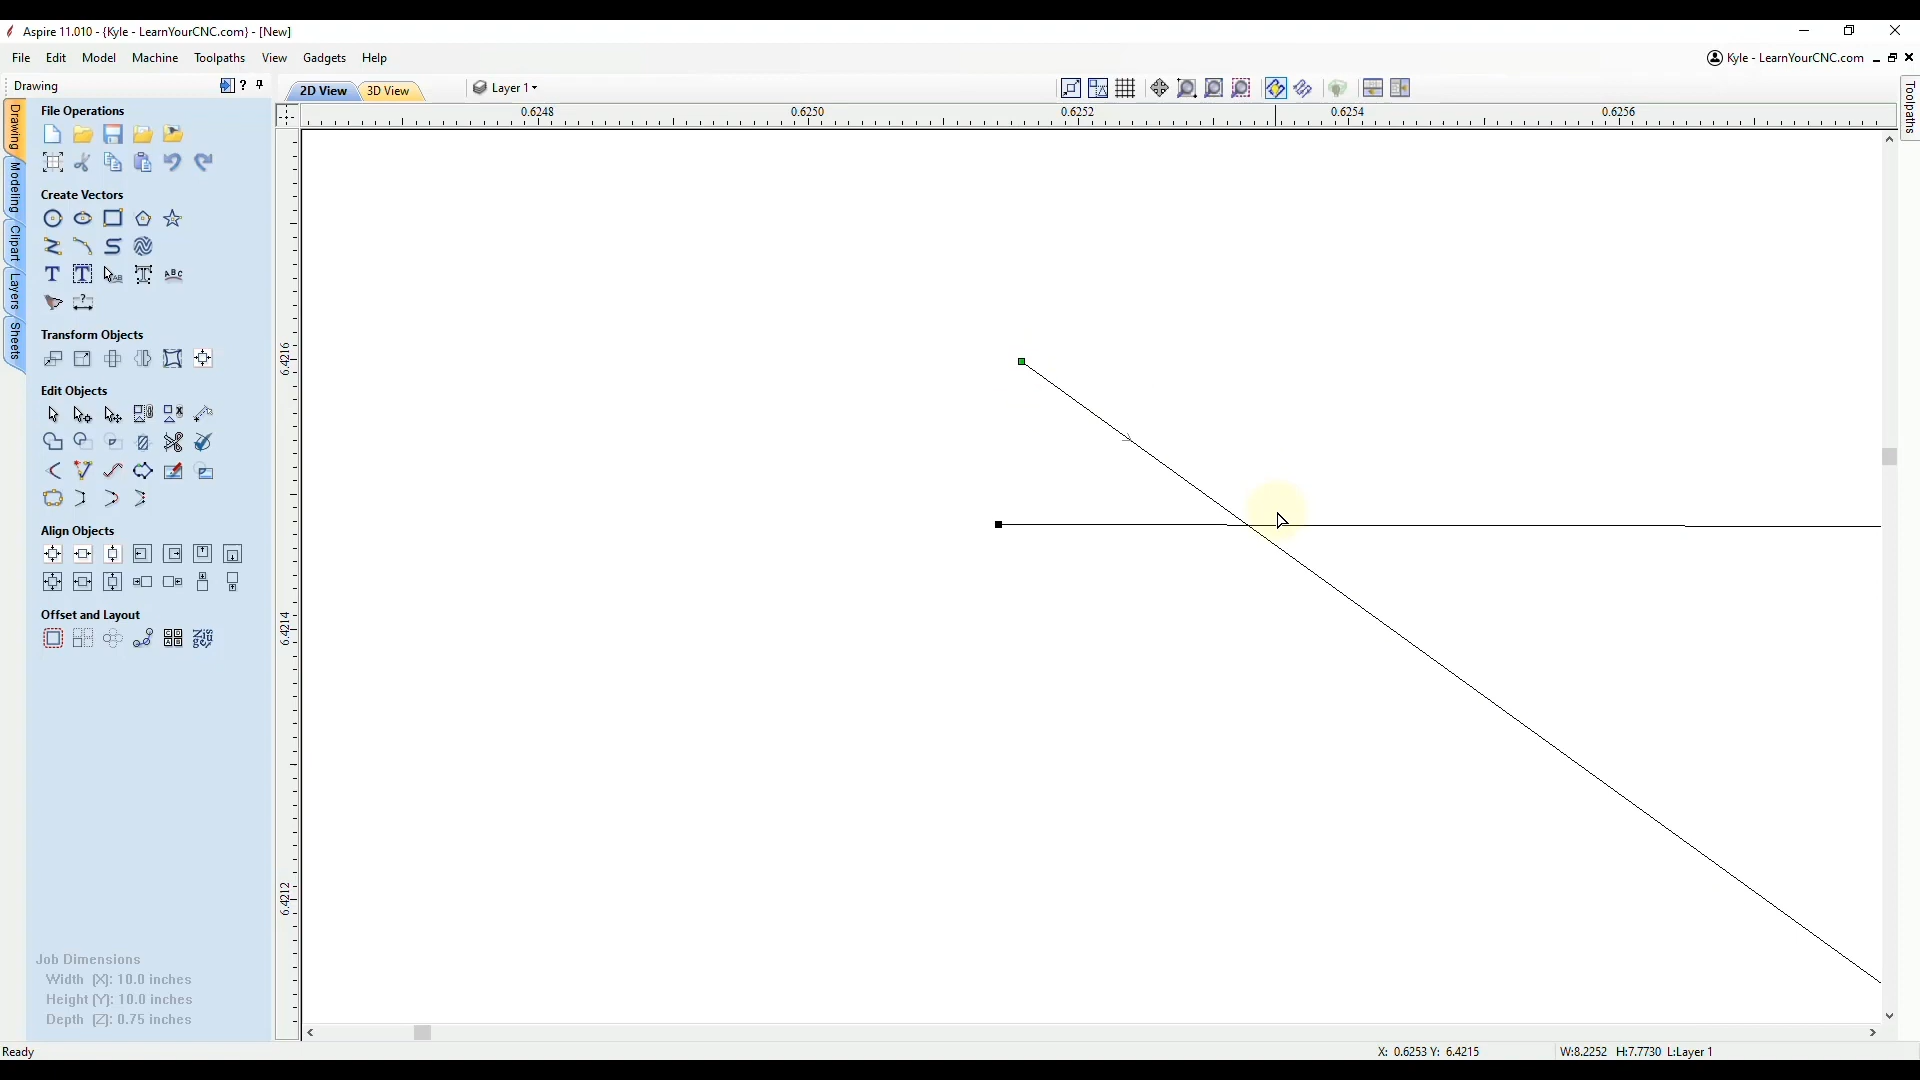 Aspire 11.010 - {Kyle - LearnYourCNC.com} - [New]
File Edit Model Machine Toolpaths View Gadgets Help
Kyle - LearnYourCNC.com
Drawing
2D View 3D View
Layer 1
Toolpaths
Drawing
Modeling
Clipart
Layers
Sheets
File Operations
Create Vectors
Transform Objects
Edit Objects
Align Objects
Offset and Layout
Job Dimensions
Width (X): 10.0 inches
Height (Y): 10.0 inches
Depth (Z): 0.75 inches
0.6248 0.6250 0.6252 0.6254 0.6256
6.4216
6.4214
6.4212
Ready
X: 0.6253 Y: 6.4215
W:8.2252 H:7.7730 L:Layer 1